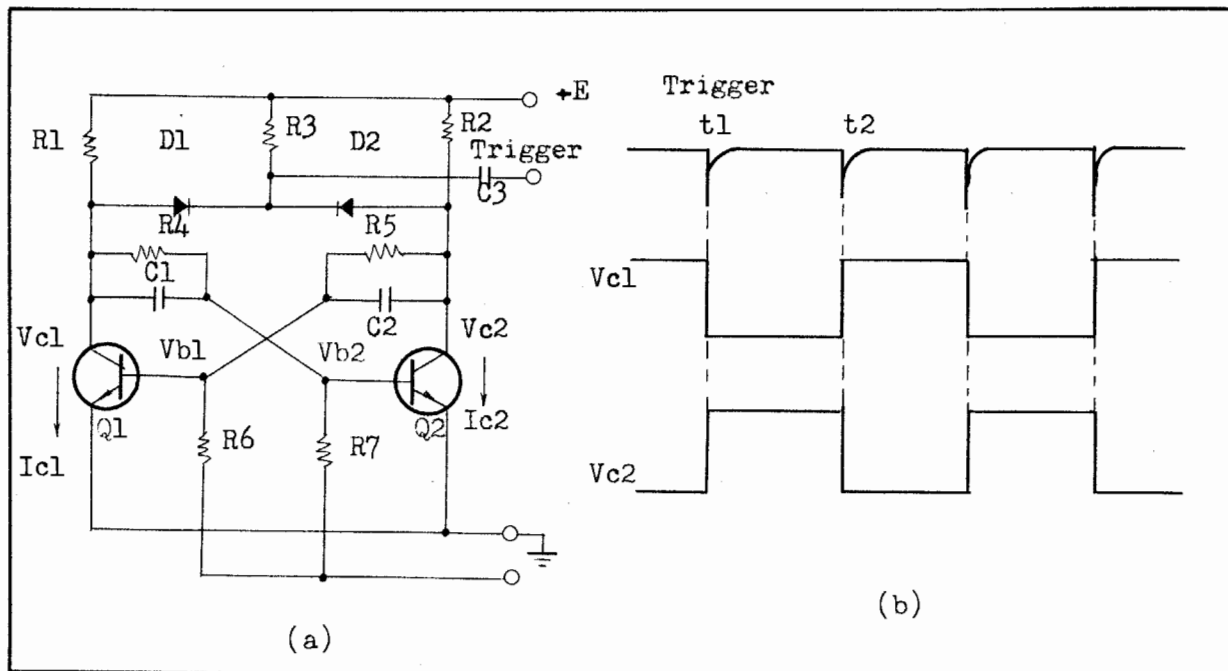 +E
Trigger
R1
D1
R3
D2
R2
Trigger
t1
t2
C3
R4
R5
C1
C2
Vc1
Vb1
Vb2
Vc2
Q1
Q2
Ic1
R6
R7
Ic2
Vc1
Vc2
(a)
(b)